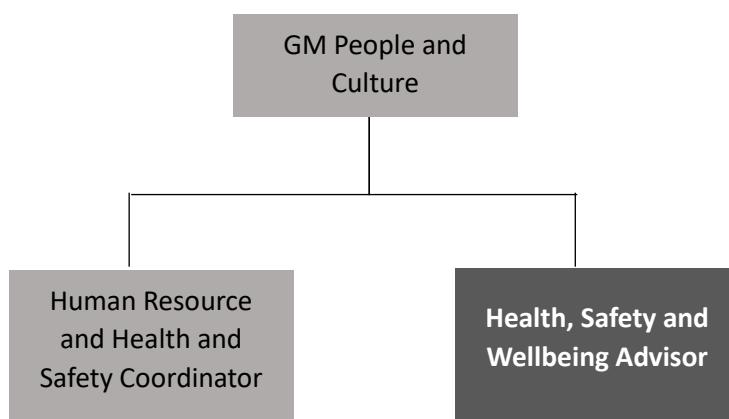 GM People and
Culture
Human Resource
and Health and
Safety Coordinator
Health, Safety and
Wellbeing Advisor